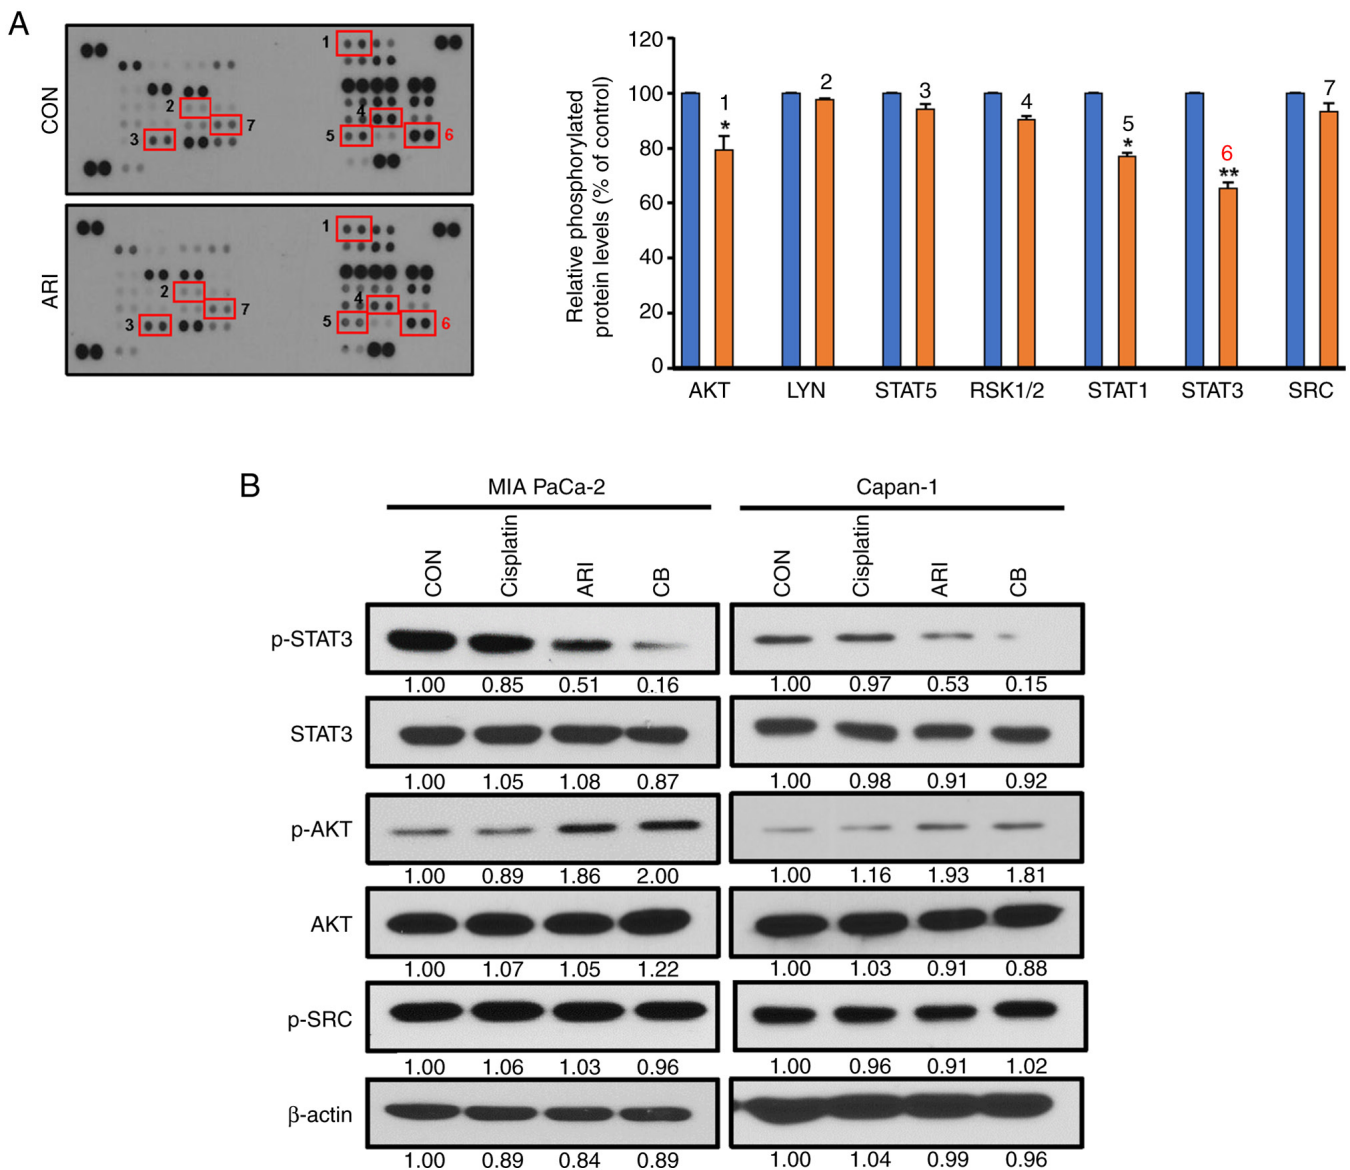 A
CON
1
2
3
4
5
6
7
ARI
1
2
3
4
5
6
7
Relative phosphorylated
protein levels (% of control)
120
100
80
60
40
20
0
1
*
2
3
4
5
*
6
**
7
AKT LYN STAT5 RSK1/2 STAT1 STAT3 SRC
B
MIA PaCa-2 Capan-1
CON Cisplatin ARI CB CON Cisplatin ARI CB
p-STAT3
1.00 0.85 0.51 0.16 1.00 0.97 0.53 0.15
STAT3
1.00 1.05 1.08 0.87 1.00 0.98 0.91 0.92
p-AKT
1.00 0.89 1.86 2.00 1.00 1.16 1.93 1.81
AKT
1.00 1.07 1.05 1.22 1.00 1.03 0.91 0.88
p-SRC
1.00 1.06 1.03 0.96 1.00 0.96 0.91 1.02
β-actin
1.00 0.89 0.84 0.89 1.00 1.04 0.99 0.96